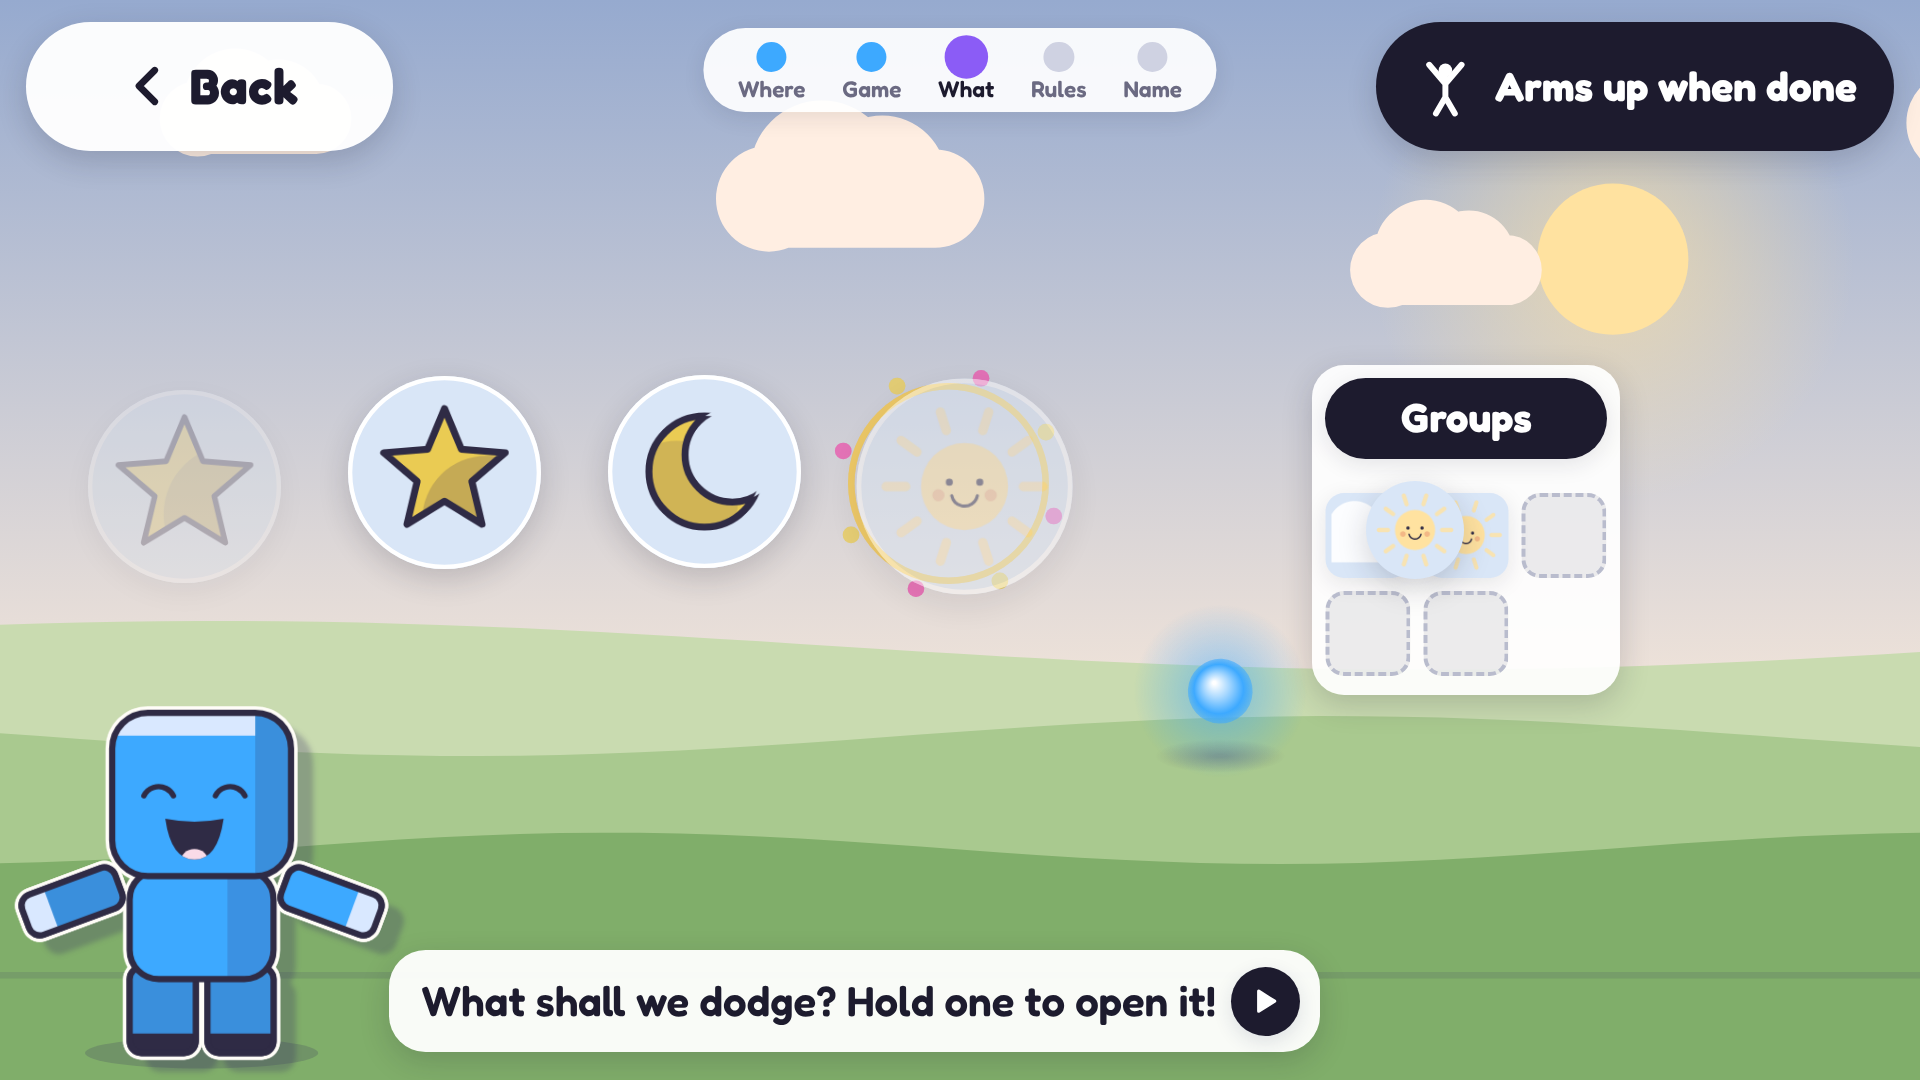 Back
Where
Game
What
Rules
Name
Arms up when done
Groups
What shall we dodge? Hold one to open it!